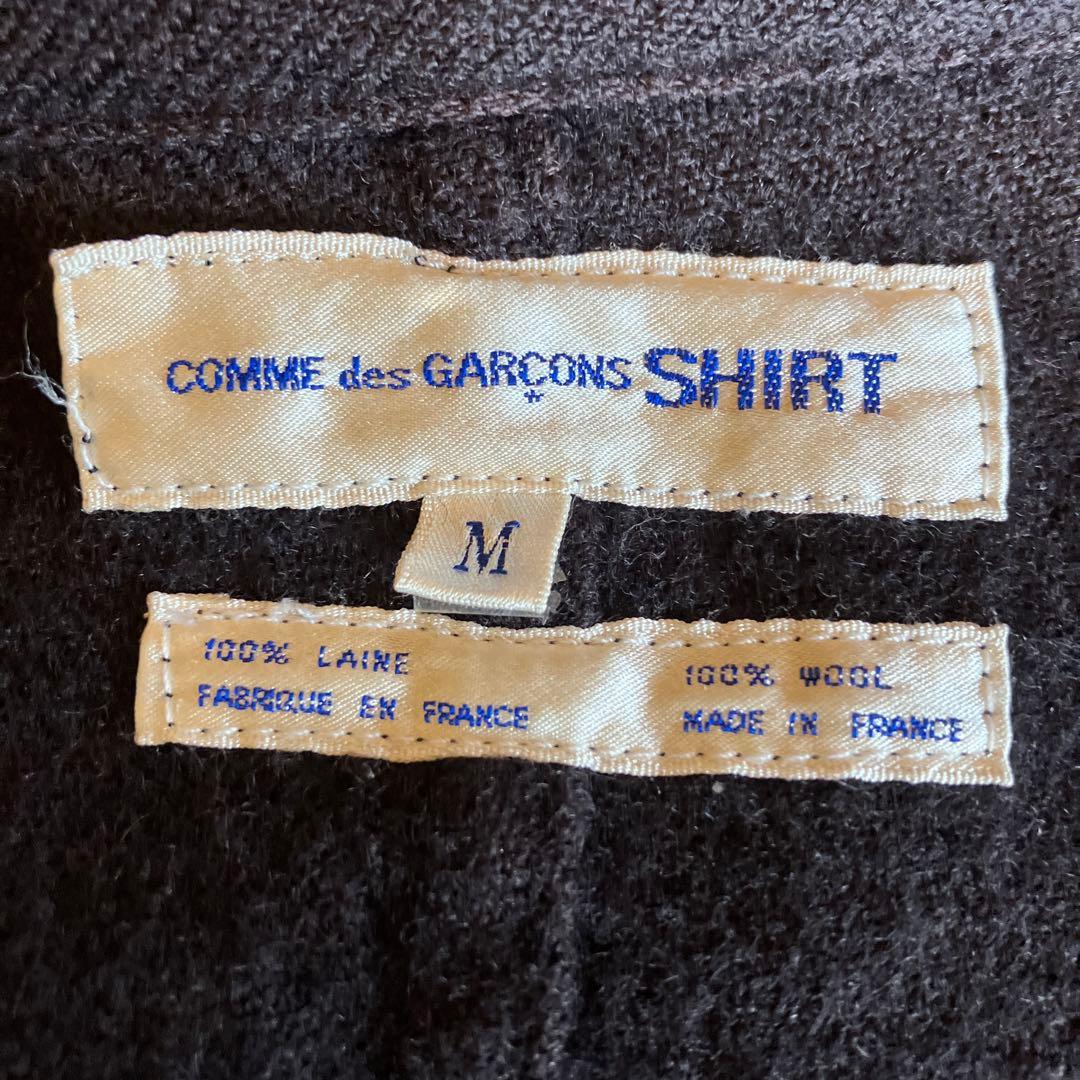 COMME des GARÇONS SHIRT
M
100% LAINE
FABRIQUE EN FRANCE
100% WOOL
MADE IN FRANCE